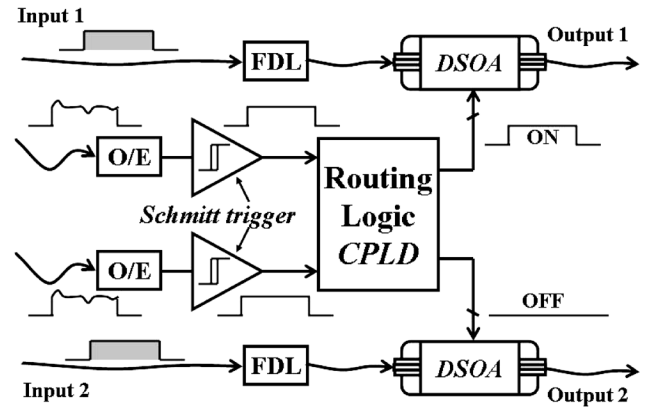 Input 1
FDL
DSOA
Output 1
O/E
ON
Routing
Logic
CPLD
Schmitt trigger
O/E
OFF
FDL
DSOA
Input 2
Output 2